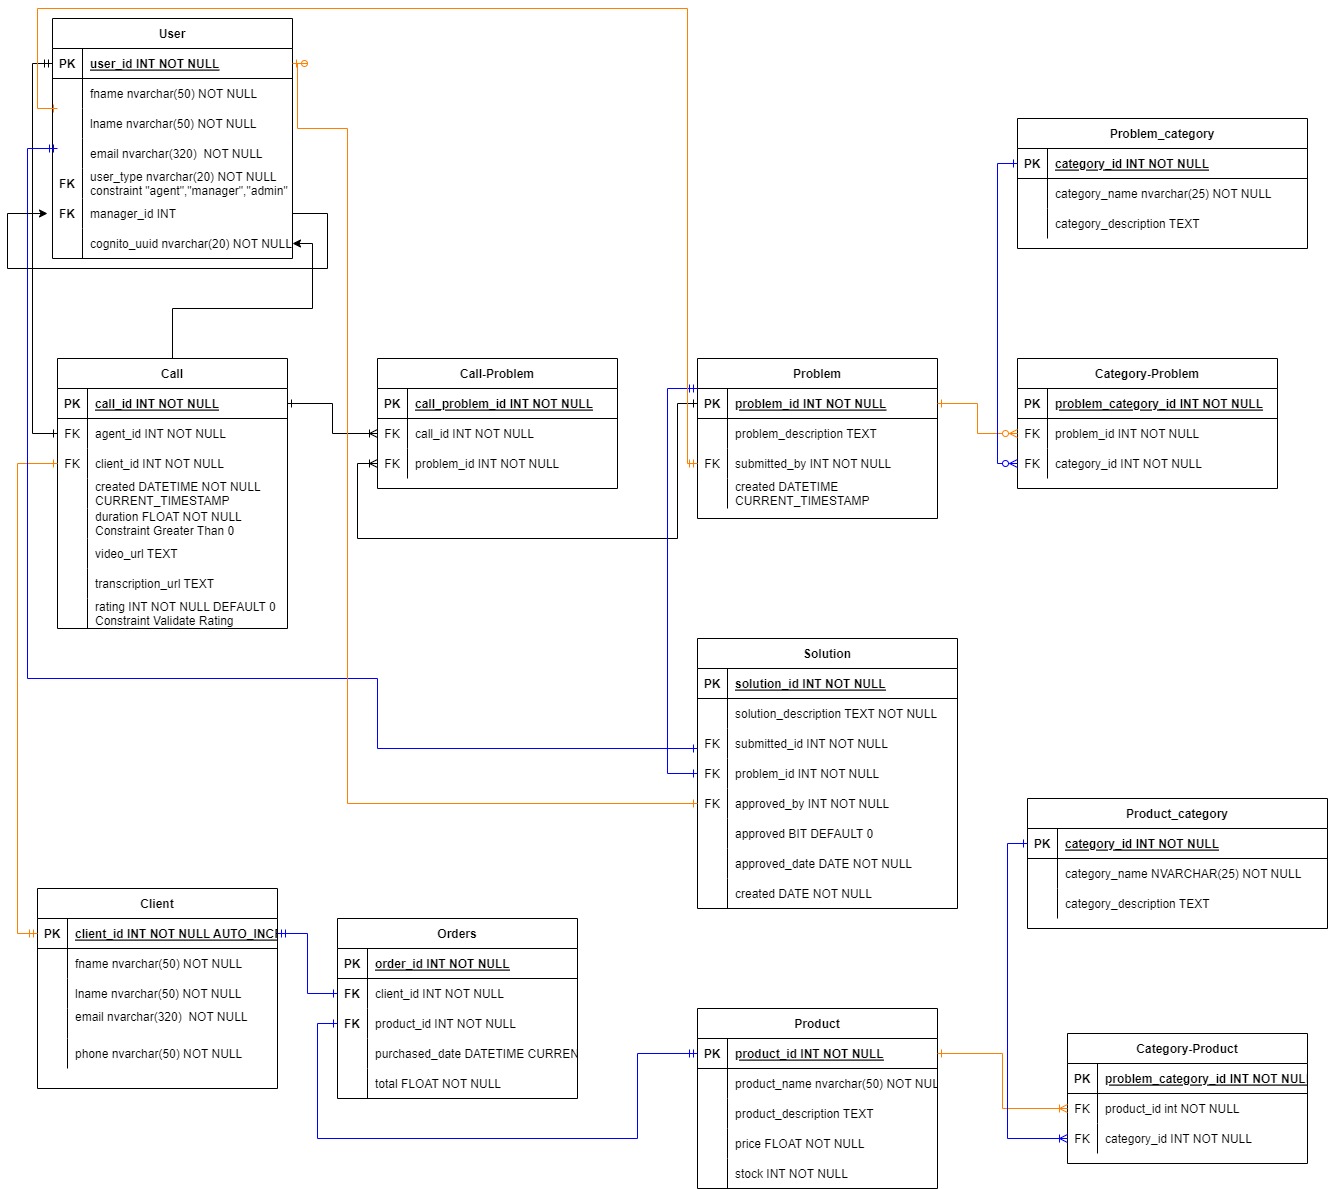 User
PK user_id INT NOT NULL
fname nvarchar(50) NOT NULL
lname nvarchar(50) NOT NULL
email nvarchar(320)  NOT NULL
FK user_type nvarchar(20) NOT NULL
constraint "agent","manager","admin"
FK manager_id INT
cognito_uuid nvarchar(20) NOT NULL
Problem_category
PK category_id INT NOT NULL
category_name nvarchar(25) NOT NULL
category_description TEXT
Call
PK call_id INT NOT NULL
FK agent_id INT NOT NULL
FK client_id INT NOT NULL
created DATETIME NOT NULL
CURRENT_TIMESTAMP
duration FLOAT NOT NULL
Constraint Greater Than 0
video_url TEXT
transcription_url TEXT
rating INT NOT NULL DEFAULT 0
Constraint Validate Rating
Call-Problem
PK call_problem_id INT NOT NULL
FK call_id INT NOT NULL
FK problem_id INT NOT NULL
Problem
PK problem_id INT NOT NULL
problem_description TEXT
FK submitted_by INT NOT NULL
created DATETIME
CURRENT_TIMESTAMP
Category-Problem
PK problem_category_id INT NOT NULL
FK problem_id INT NOT NULL
FK category_id INT NOT NULL
Solution
PK solution_id INT NOT NULL
solution_description TEXT NOT NULL
FK submitted_id INT NOT NULL
FK problem_id INT NOT NULL
FK approved_by INT NOT NULL
approved BIT DEFAULT 0
approved_date DATE NOT NULL
created DATE NOT NULL
Product_category
PK category_id INT NOT NULL
category_name NVARCHAR(25) NOT NULL
category_description TEXT
Client
PK client_id INT NOT NULL AUTO_INCI
fname nvarchar(50) NOT NULL
lname nvarchar(50) NOT NULL
email nvarchar(320)  NOT NULL
phone nvarchar(50) NOT NULL
Orders
PK order_id INT NOT NULL
FK client_id INT NOT NULL
FK product_id INT NOT NULL
purchased_date DATETIME CURREN
total FLOAT NOT NULL
Product
PK product_id INT NOT NULL
product_name nvarchar(50) NOT NUL
product_description TEXT
price FLOAT NOT NULL
stock INT NOT NULL
Category-Product
PK problem_category_id INT NOT NUL
FK product_id int NOT NULL
FK category_id INT NOT NULL